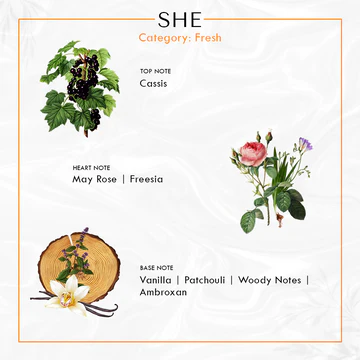 SHE
Category: Fresh
TOP NOTE
Cassis
HEART NOTE
May Rose | Freesia
BASE NOTE
Vanilla | Patchouli | Woody Notes |
Ambroxan